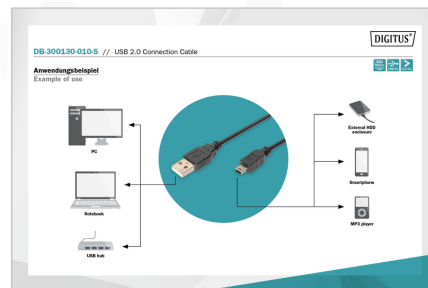 DIGITUS®
DB-300130-010-S // USB 2.0 Connection Cable
Anwendungsbeispiel
Example of use
PC
Notebook
USB hub
External HDD
enclosure
Smartphone
MP3 player